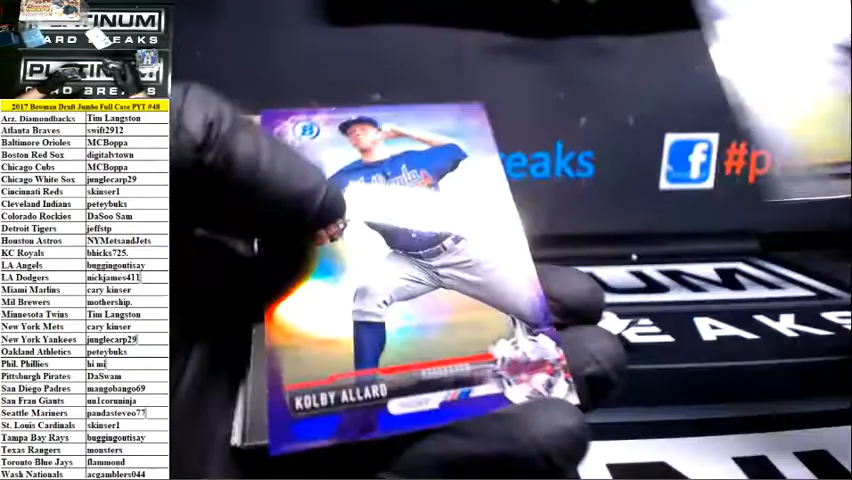 PLATINUM
ARD BREAKS
PLATINUM
CARD BREAKS
2017 Bowman Draft Jumbo Full Case PYT #48
Arz. Diamondbacks Tim Langston
Atlanta Braves swift2912
Baltimore Orioles MCBoppa
Boston Red Sox digitalvtown
Chicago Cubs MCBoppa
Chicago White Sox junglecarp29
Cincinnati Reds skinser1
Cleveland Indians peteybuks
Colorado Rockies DaSoo Sam
Detroit Tigers jeffstp
Houston Astros NYMetsandJets
KC Royals bhicks725.
LA Angels buggingoutisay
LA Dodgers nickjames411
Miami Marlins cary kinser
Mil Brewers mothership.
Minnesota Twins Tim Langston
New York Mets cary kinser
New York Yankees junglecarp29
Oakland Athletics peteybuks
Phil. Phillies hi mj
Pittsburgh Pirates DaSwam
San Diego Padres mangobango69
San Fran Giants un1coruninja
Seattle Mariners pandasteveo77
St. Louis Cardinals skinser1
Tampa Bay Rays buggingoutisay
Texas Rangers monsters
Toronto Blue Jays flammond
Wash Nationals acgamblers044
B
KOLBY ALLARD
reaks
f
#p
UM
EAKS